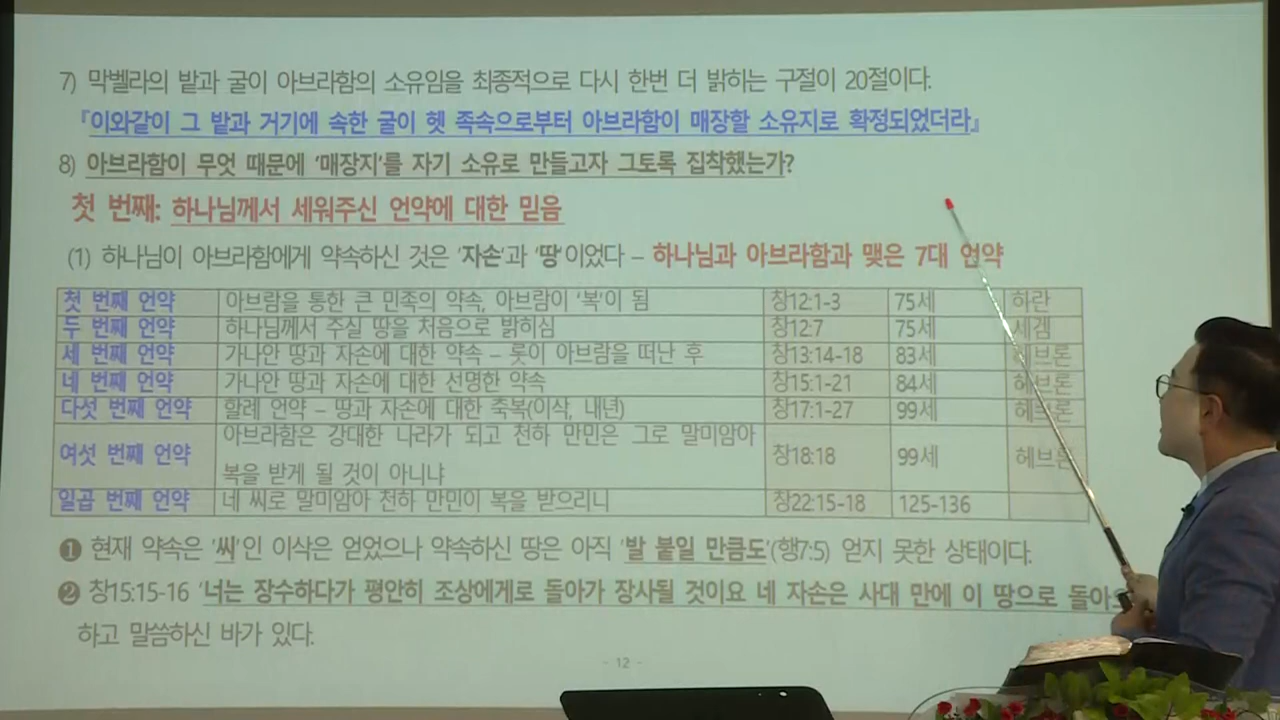 7) 막벨라의 밭과 굴이 아브라함의 소유임을 최종적으로 다시 한번 더 밝히는 구절이 20절이다.
『이와같이 그 밭과 거기에 속한 굴이 헷 족속으로부터 아브라함이 매장할 소유지로 확정되었더라』
8) 아브라함이 무엇 때문에 '매장지'를 자기 소유로 만들고자 그토록 집착했는가?
첫 번째: 하나님께서 세워주신 언약에 대한 믿음
(1) 하나님이 아브라함에게 약속하신 것은 '자손'과 '땅'이었다 – 하나님과 아브라함과 맺은 7대 언약
첫 번째 언약 아브람을 통한 큰 민족의 약속, 아브람이 '복'이 됨 창12:1-3 75세 하란
두 번째 언약 하나님께서 주실 땅을 처음으로 밝히심 창12:7 75세 세겜
세 번째 언약 가나안 땅과 자손에 대한 약속 – 롯이 아브람을 떠난 후 창13:14-18 83세 헤브론
네 번째 언약 가나안 땅과 자손에 대한 선명한 약속 창15:1-21 84세 헤브론
다섯 번째 언약 할례 언약 – 땅과 자손에 대한 축복(이삭, 내년) 창17:1-27 99세 헤브론
여섯 번째 언약 아브라함은 강대한 나라가 되고 천하 만민은 그로 말미암아 창18:18 99세 헤브론
복을 받게 될 것이 아니냐
일곱 번째 언약 네 씨로 말미암아 천하 만민이 복을 받으리니 창22:15-18 125-136
❶ 현재 약속은 '씨'인 이삭은 얻었으나 약속하신 땅은 아직 '발 붙일 만큼도'(행7:5) 얻지 못한 상태이다.
❷ 창15:15-16 '너는 장수하다가 평안히 조상에게로 돌아가 장사될 것이요 네 자손은 사대 만에 이 땅으로
하고 말씀하신 바가 있다.
- 12 -